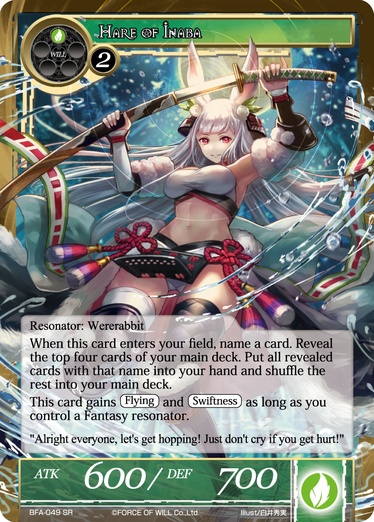 Hare of Inaba
WILL
2
Resonator: Wererabbit
When this card enters your field, name a card. Reveal
the top four cards of your main deck. Put all revealed
cards with that name into your hand and shuffle the
rest into your main deck.
This card gains Flying and Swiftness as long as you
control a Fantasy resonator.
"Alright everyone, let's get hopping! Just don't cry if you get hurt!"
ATK 600/ DEF 700
BFA-049 SR ©FORCE OF WILL Co.,Ltd. Illust/白井秀実